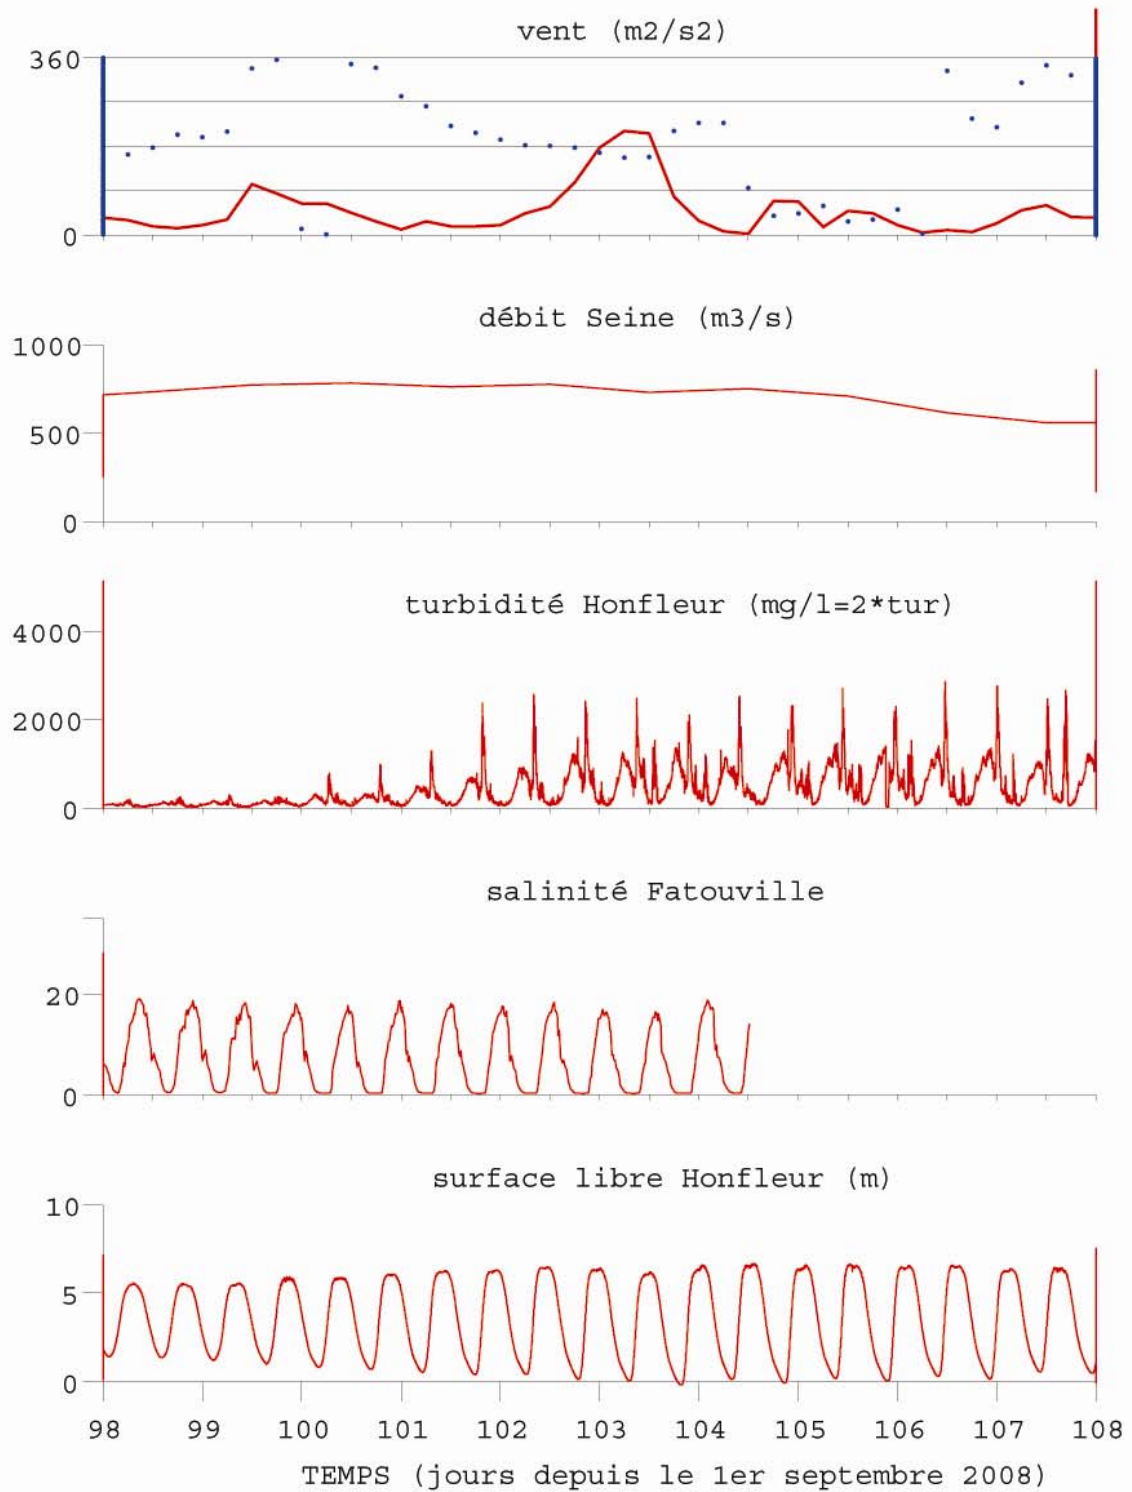 vent (m2/s2)
360
0
débit Seine (m3/s)
1000
500
0
turbidité Honfleur (mg/l=2*tur)
4000
2000
0
salinité Fatouville
20
0
surface libre Honfleur (m)
10
5
0
98 99 100 101 102 103 104 105 106 107 108
TEMPS (jours depuis le 1er septembre 2008)